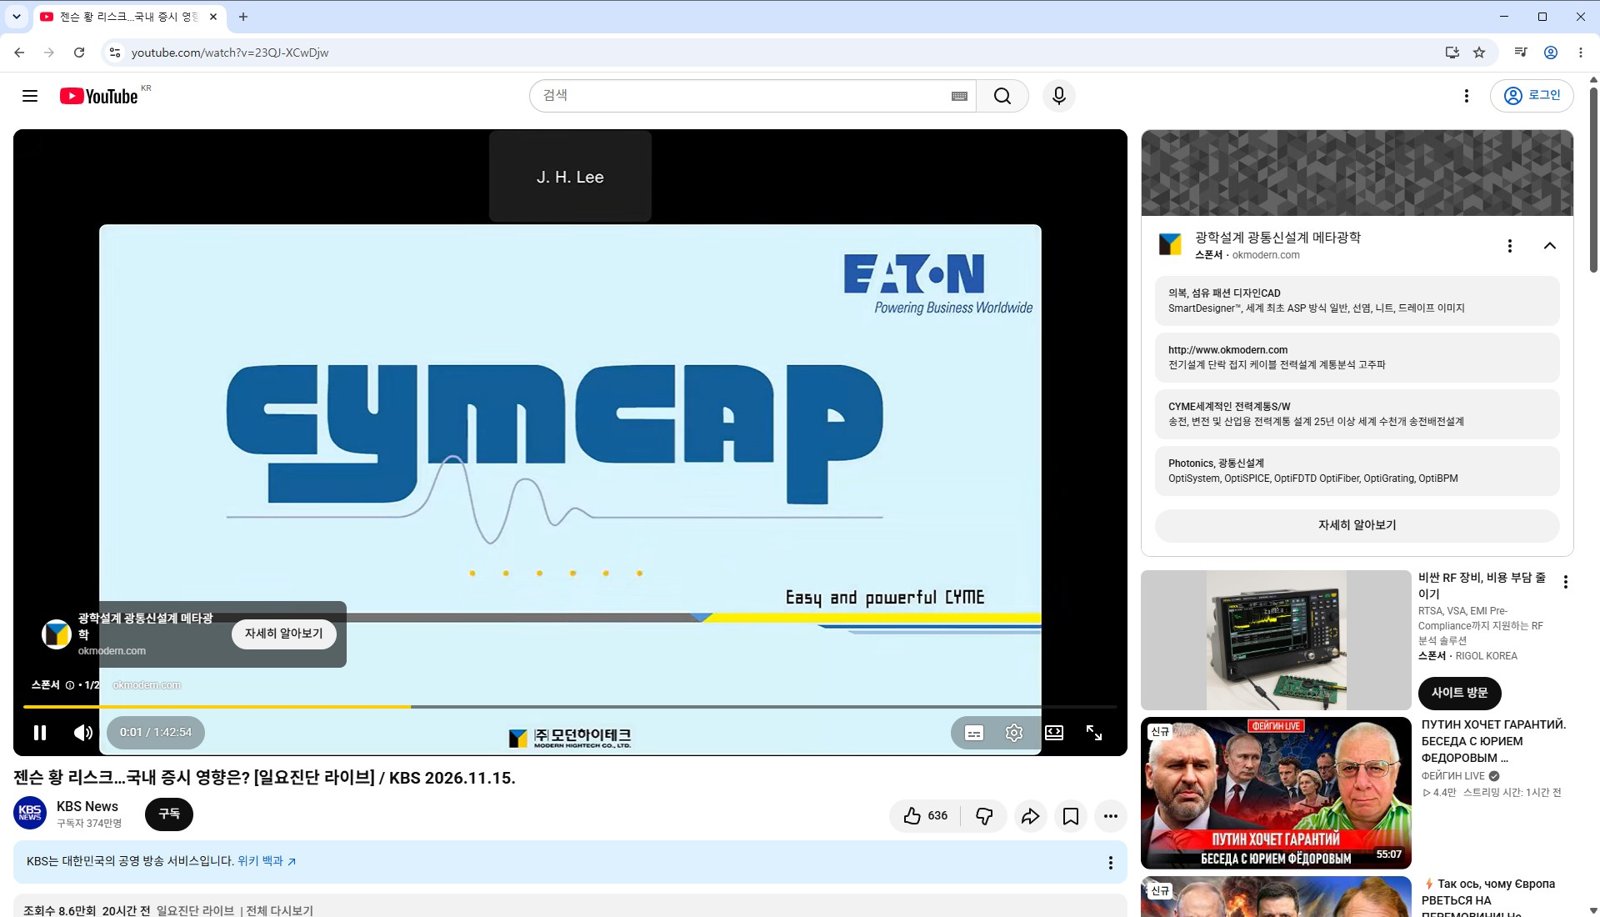 젠슨 황 리스크...국내 증시 영향
youtube.com/watch?v=23QJ-XCwDjw
YouTube KR
검색
로그인
J. H. Lee
EATON
Powering Business Worldwide
cymcap
Easy and powerful CYME
광학설계 광통신설계 메타광
학
okmodern.com
자세히 알아보기
스폰서 · 1/2
okmodern.com
0:01 / 1:42:54
㈜모던하이테크
MODERN HIGHTECH CO., LTD.
젠슨 황 리스크...국내 증시 영향은? [일요진단 라이브] / KBS 2026.11.15.
KBS NEWS
KBS News
구독자 374만명
구독
636
KBS는 대한민국의 공영 방송 서비스입니다. 위키 백과
조회수 8.6만회 20시간 전 일요진단 라이브 | 전체 다시보기
광학설계 광통신설계 메타광학
스폰서 · okmodern.com
의복, 섬유 패션 디자인CAD
SmartDesigner™, 세계 최초 ASP 방식 일반, 선염, 니트, 드레이프 이미지
http://www.okmodern.com
전기설계 단락 접지 케이블 전력설계 계통분석 고주파
CYME세계적인 전력계통S/W
송전, 변전 및 산업용 전력계통 설계 25년 이상 세계 수천개 송전배전설계
Photonics, 광통신설계
OptiSystem, OptiSPICE, OptiFDTD OptiFiber, OptiGrating, OptiBPM
자세히 알아보기
비싼 RF 장비, 비용 부담 줄
이기
RTSA, VSA, EMI Pre-
Compliance까지 지원하는 RF
분석 솔루션
스폰서 · RIGOL KOREA
사이트 방문
신규
ФЕЙГИН LIVE
ПУТИН ХОЧЕТ ГАРАНТИЙ
БЕСЕДА С ЮРИЕМ ФЁДОРОВЫМ
55:07
ПУТИН ХОЧЕТ ГАРАНТИЙ.
БЕСЕДА С ЮРИЕМ
ФЕДОРОВЫМ ...
ФЕЙГИН LIVE
4.4만 스트리밍 시간: 1시간 전
신규
Так ось, чому Європа
РВЕТЬСЯ НА